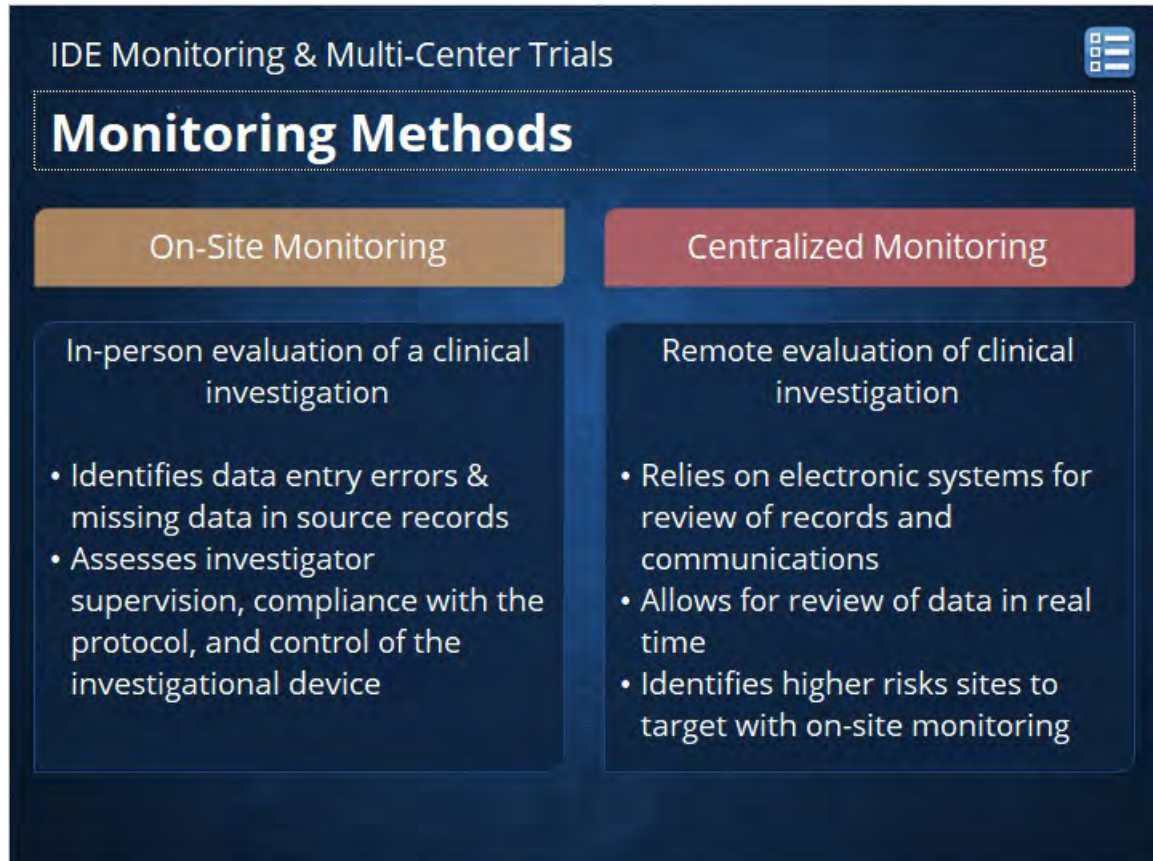 IDE Monitoring & Multi-Center Trials
Monitoring Methods
On-Site Monitoring
In-person evaluation of a clinical
investigation
• Identifies data entry errors &
missing data in source records
• Assesses investigator
supervision, compliance with the
protocol, and control of the
investigational device
Centralized Monitoring
Remote evaluation of clinical
investigation
• Relies on electronic systems for
review of records and
communications
• Allows for review of data in real
time
• Identifies higher risks sites to
target with on-site monitoring